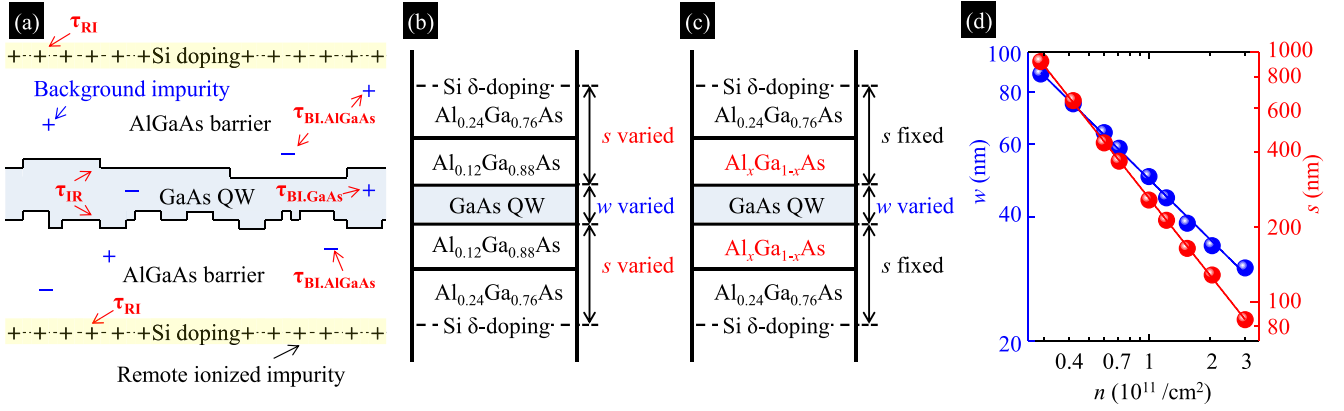 (a)
τRI
Si doping
Background impurity
τBI.AlGaAs
AlGaAs barrier
τIR
GaAs QW
τBI.GaAs
AlGaAs barrier
τBI.AlGaAs
τRI
Si doping
Remote ionized impurity
(b)
Si δ-doping
Al0.24Ga0.76As
s varied
Al0.12Ga0.88As
GaAs QW
w varied
Al0.12Ga0.88As
s varied
Al0.24Ga0.76As
Si δ-doping
(c)
Si δ-doping
Al0.24Ga0.76As
s fixed
AlxGa1-xAs
GaAs QW
w varied
AlxGa1-xAs
s fixed
Al0.24Ga0.76As
Si δ-doping
(d)
100
80
60
40
20
w (nm)
1000
800
600
400
200
100
80
s (nm)
0.4 0.7 1 2 3
n (10¹¹ /cm²)